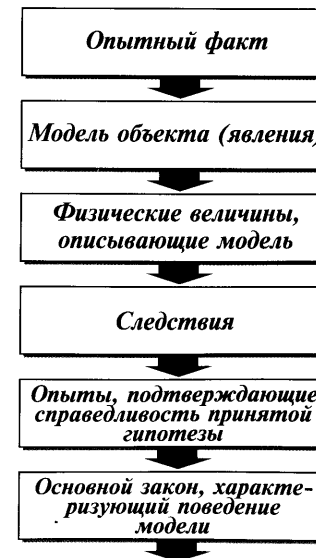 Опытный факт
Модель объекта (явления)
Физические величины,
описывающие модель
Следствия
Опыты, подтверждающие
справедливость принятой
гипотезы
Основной закон, характе-
ризующий поведение
модели